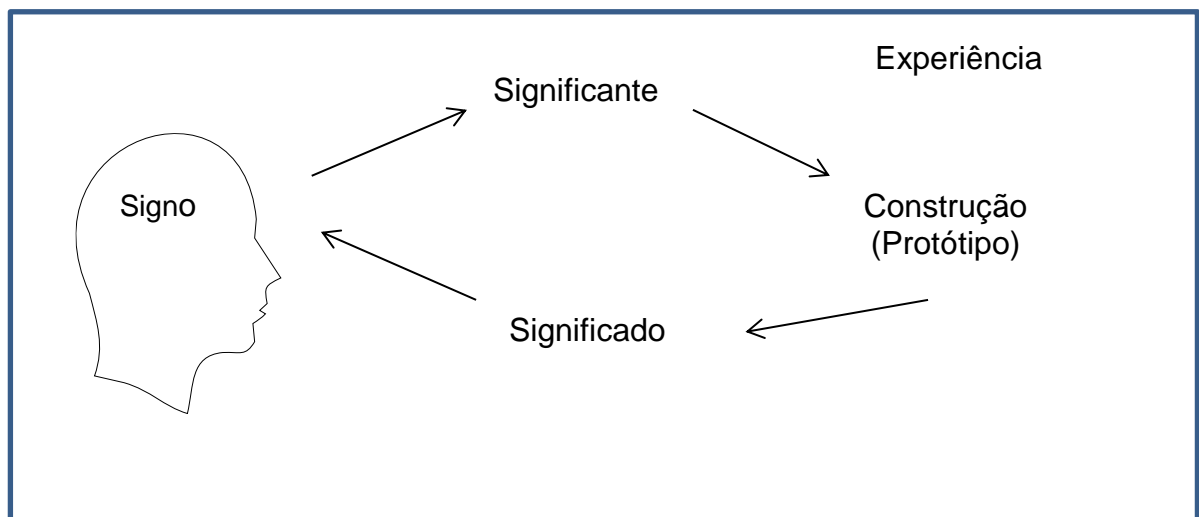 Experiência
Significante
Signo
Construção
(Protótipo)
Significado